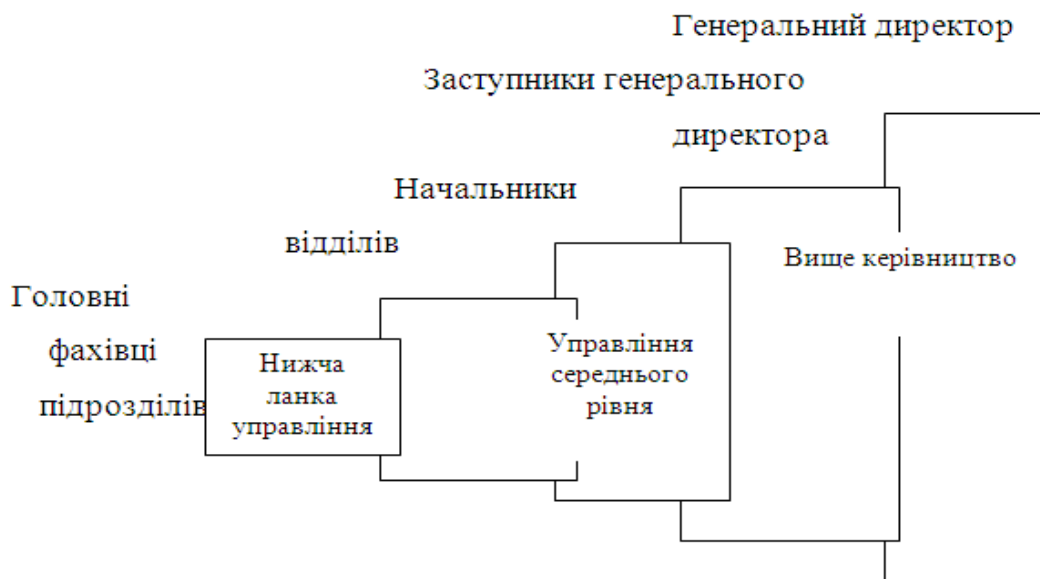 Генеральний директор
Заступники генерального
директора
Начальники
відділів
Вище керівництво
Головні
фахівці
підрозділів
Управління
середнього
рівня
Нижча
ланка
управління